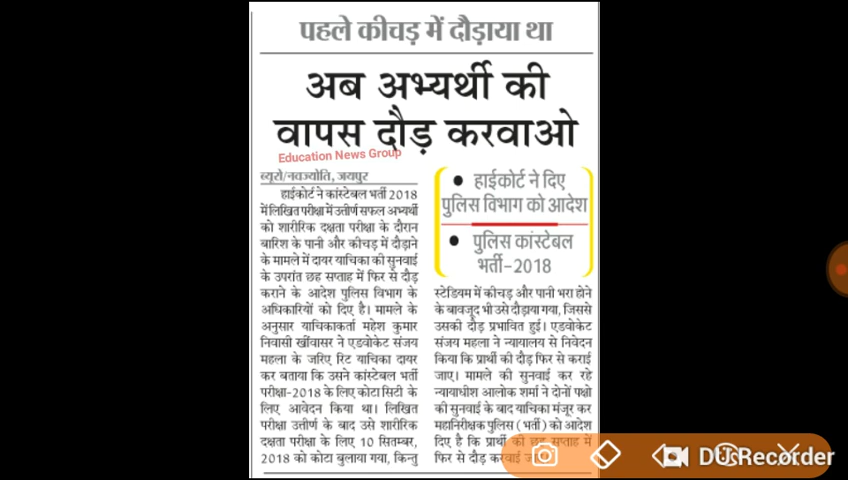 पहले कीचड़ में दौड़ाया था
अब अभ्यर्थी की
वापस दौड़ करवाओ
Education News Group
ब्यूरो/नवज्योति, जयपुर
हाईकोर्ट ने कांस्टेबल भर्ती 2018
में लिखित परीक्षा में उत्तीर्ण सफल अभ्यर्थी
को शारीरिक दक्षता परीक्षा के दौरान
बारिश के पानी और कीचड़ में दौड़ाने
के मामले में दायर याचिका की सुनवाई
के उपरांत छह सप्ताह में फिर से दौड़
कराने के आदेश पुलिस विभाग के
अधिकारियों को दिए है। मामले के
अनुसार याचिकाकर्ता महेश कुमार
निवासी खींवासर ने एडवोकेट संजय
महला के जरिए रिट याचिका दायर
कर बताया कि उसने कांस्टेबल भर्ती
परीक्षा-2018 के लिए कोटा सिटी के
लिए आवेदन किया था। लिखित
परीक्षा उत्तीर्ण के बाद उसे शारीरिक
दक्षता परीक्षा के लिए 10 सितम्बर,
2018 को कोटा बुलाया गया, किन्तु
• हाईकोर्ट ने दिए
पुलिस विभाग को आदेश
• पुलिस कांस्टेबल
भर्ती-2018
स्टेडियम में कीचड़ और पानी भरा होने
के बावजूद भी उसे दौड़ाया गया, जिससे
उसकी दौड़ प्रभावित हुई। एडवोकेट
संजय महला ने न्यायालय से निवेदन
किया कि प्रार्थी की दौड़ फिर से कराई
जाए। मामले की सुनवाई कर रहे
न्यायाधीश आलोक शर्मा ने दोनों पक्षो
की सुनवाई के बाद याचिका मंजूर कर
महानिरीक्षक पुलिस (भर्ती) को आदेश
दिए है कि प्रार्थी की छह सप्ताह में
फिर से दौड़ करवाई
DU Recorder